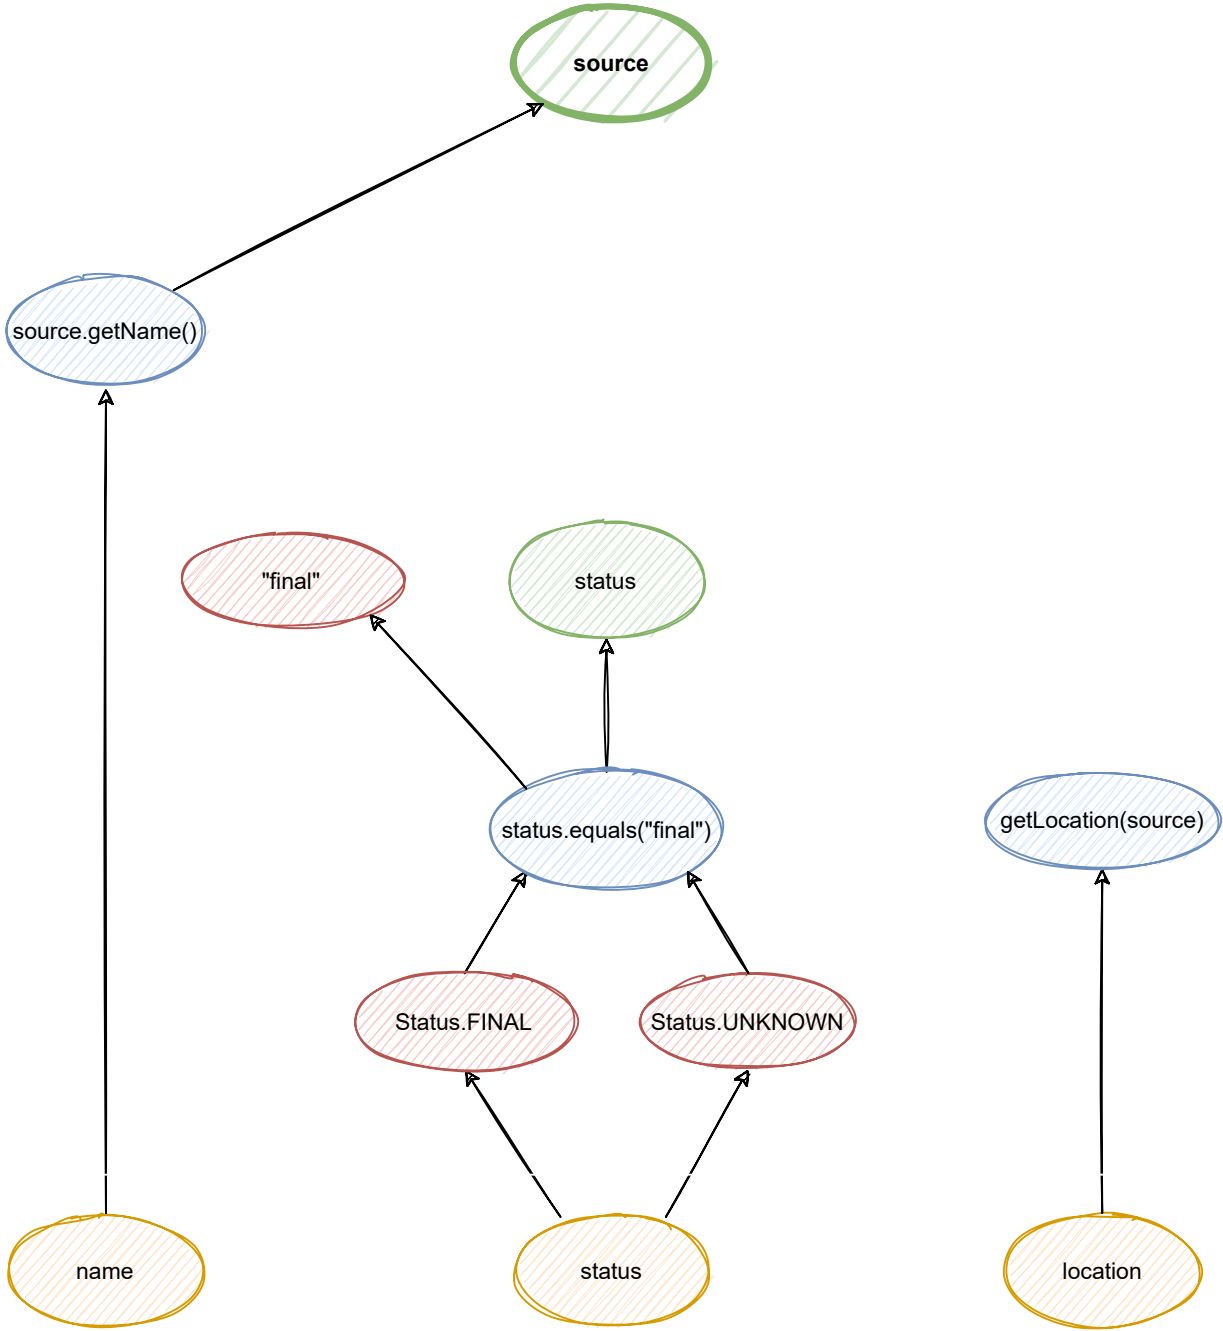 source
source.getName()
"final"
status
status.equals("final")
getLocation(source)
Status.FINAL
Status.UNKNOWN
name
status
location